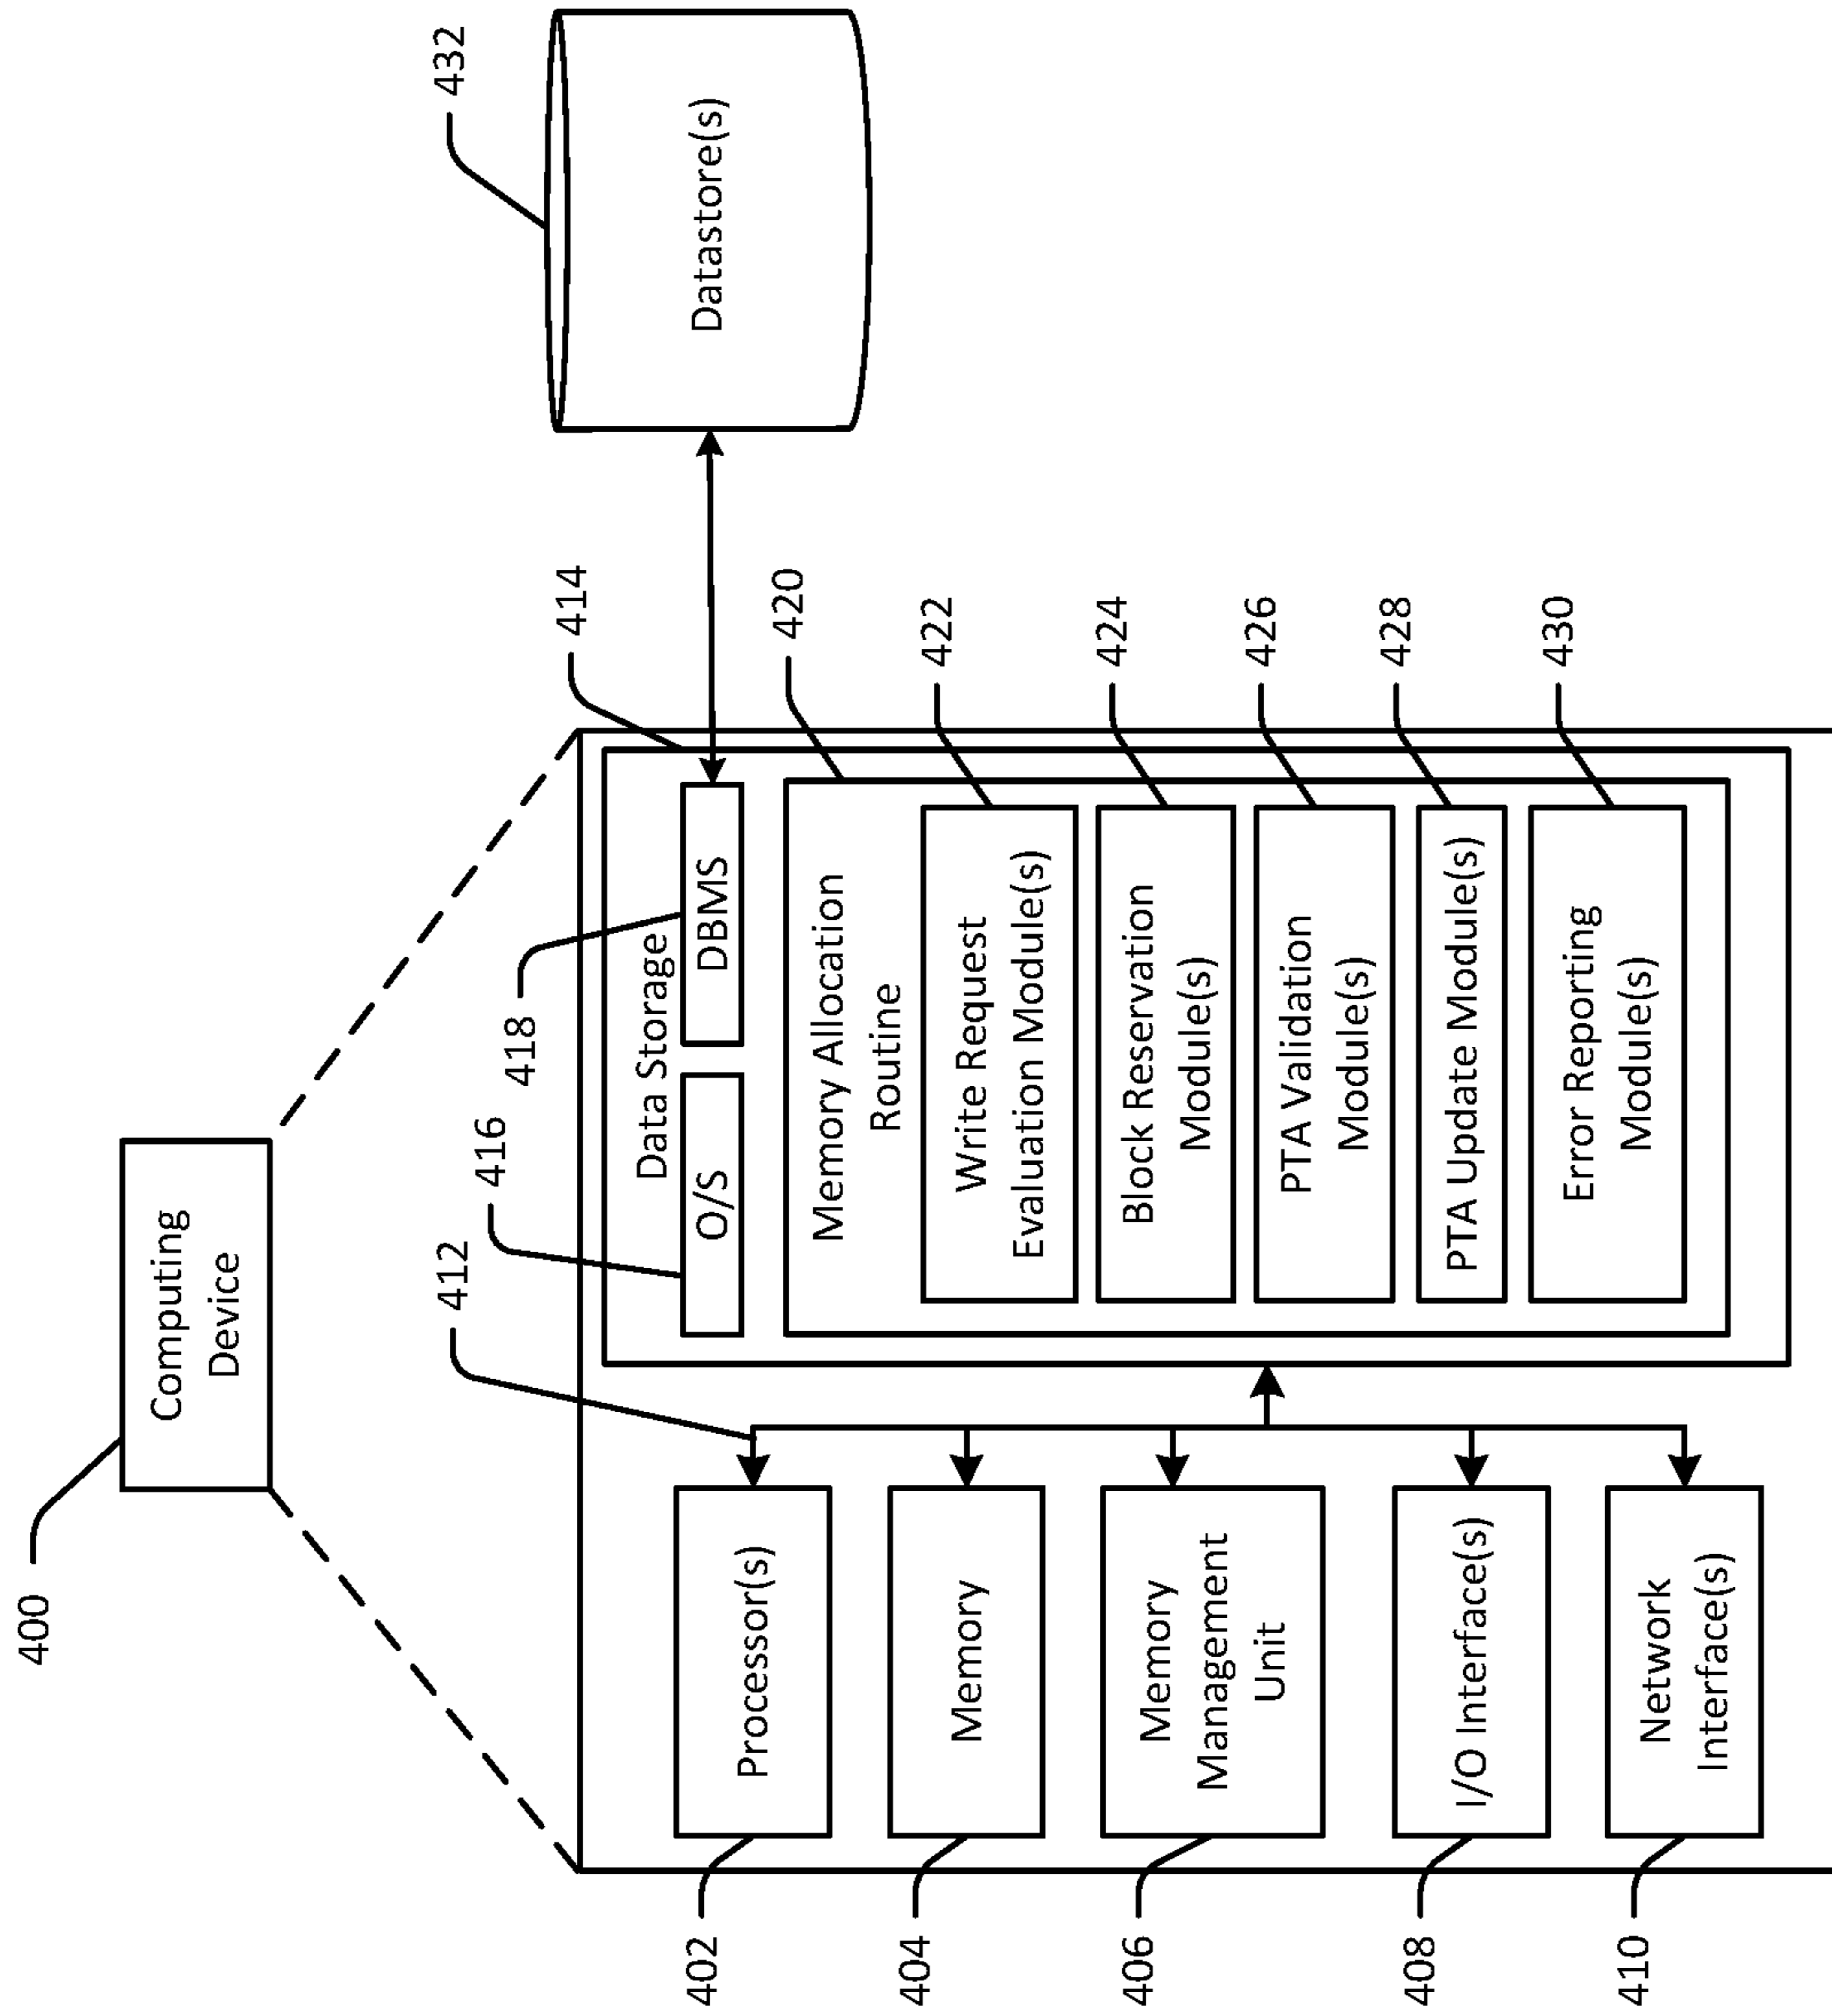 400
Computing
Device
432
Datastore(s)
412
416
418
414
Data Storage
O/S
DBMS
420
Memory Allocation
Routine
422
Write Request
Evaluation Module(s)
424
Block Reservation
Module(s)
426
PTA Validation
Module(s)
428
PTA Update Module(s)
430
Error Reporting
Module(s)
402
Processor(s)
404
Memory
406
Memory
Management
Unit
408
I/O Interface(s)
410
Network
Interface(s)